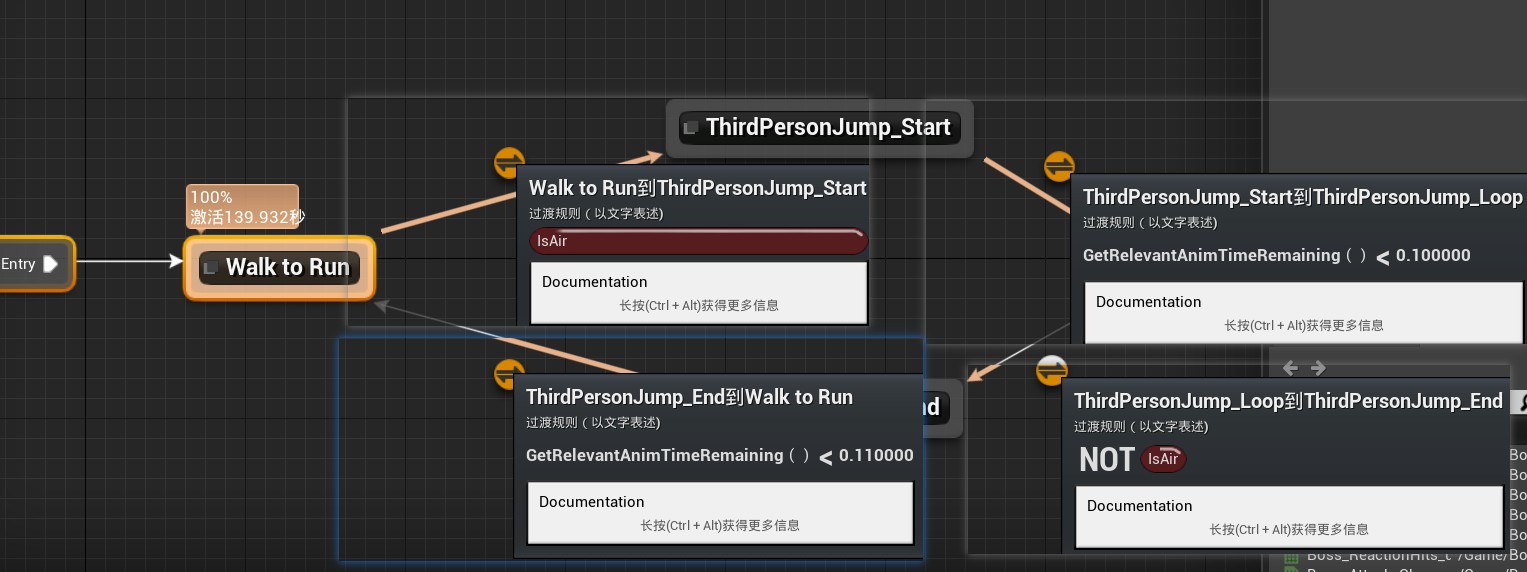 ThirdPersonJump_Start
Walk to Run到ThirdPersonJump_Start
过渡规则（以文字表述)
IsAir
Documentation
长按(Ctrl + Alt)获得更多信息
ThirdPersonJump_Start到ThirdPersonJump_Loop
过渡规则（以文字表述)
GetRelevantAnimTimeRemaining ( ) < 0.100000
Documentation
长按(Ctrl + Alt)获得更多信息
100%
激活139.932秒
Entry
Walk to Run
ThirdPersonJump_End到Walk to Run
过渡规则（以文字表述)
GetRelevantAnimTimeRemaining ( ) < 0.110000
Documentation
长按(Ctrl + Alt)获得更多信息
nd
ThirdPersonJump_Loop到ThirdPersonJump_End
过渡规则（以文字表述)
NOT IsAir
Documentation
长按(Ctrl + Alt)获得更多信息
Bo
Bo
Bo
Bo
Bo